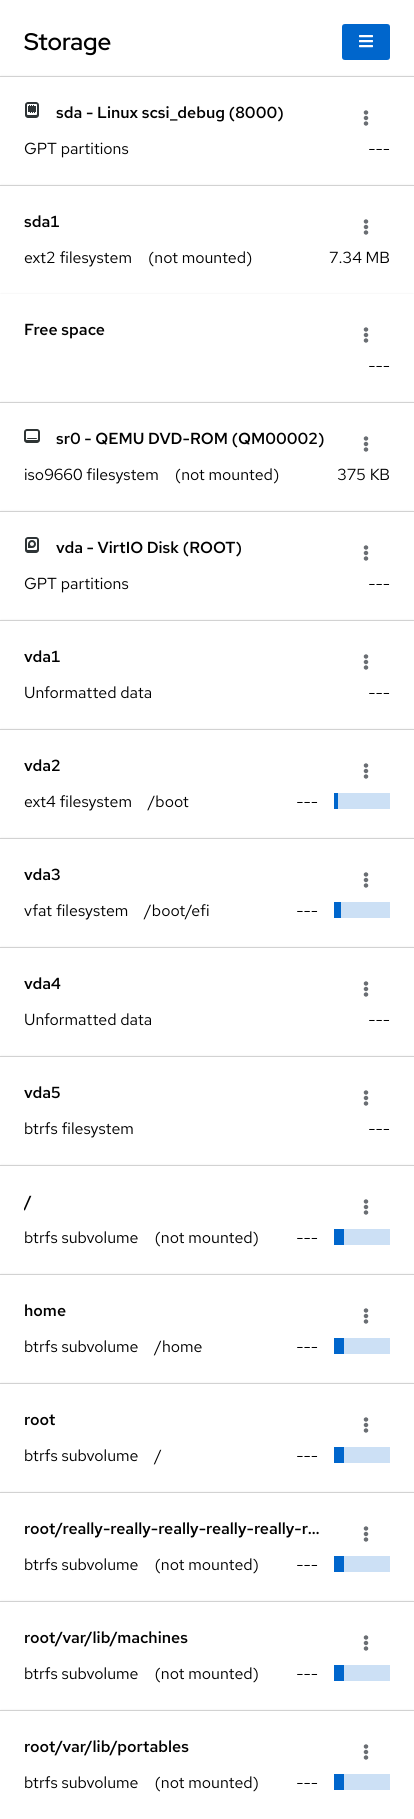 Storage
sda - Linux scsi_debug (8000)
GPT partitions ---
sda1
ext2 filesystem (not mounted) 7.34 MB
Free space
---
sr0 - QEMU DVD-ROM (QM00002)
iso9660 filesystem (not mounted) 375 KB
vda - VirtIO Disk (ROOT)
GPT partitions ---
vda1
Unformatted data ---
vda2
ext4 filesystem /boot ---
vda3
vfat filesystem /boot/efi ---
vda4
Unformatted data ---
vda5
btrfs filesystem ---
/
btrfs subvolume (not mounted) ---
home
btrfs subvolume /home ---
root
btrfs subvolume / ---
root/really-really-really-really-really-r...
btrfs subvolume (not mounted) ---
root/var/lib/machines
btrfs subvolume (not mounted) ---
root/var/lib/portables
btrfs subvolume (not mounted) ---